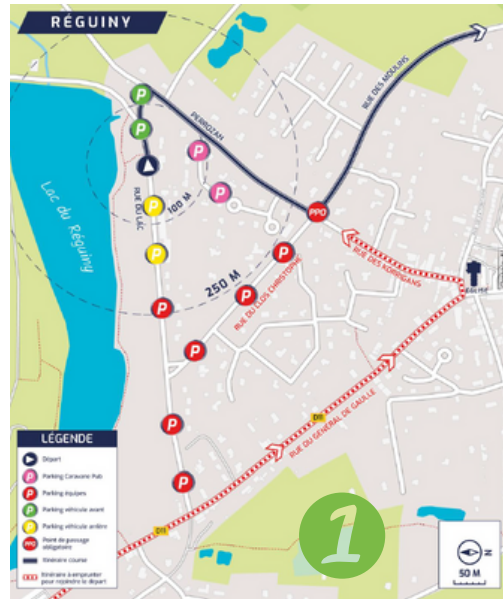 RÉGUINY
RUE DES MOULINS
PERROZAN
P
P
P
P
Lac du Réguiny
RUE DU LAC
100 M
P
P
PPO
250 M
P
P
P
P
RUE DU CLOS CHRISTOPHE
RUE DES KORRIGANS
ÉGLISE
P
P
P
D11
RUE DU GÉNÉRAL DE GAULLE
D11
LÉGENDE
Départ
P Parking Caravane Pub
P Parking équipes
P Parking véhicule avant
P Parking véhicule arrière
PPO Point de passage
obligatoire
Itinéraire course
Itinéraire à emprunter
pour rejoindre le départ
1
N
50 M